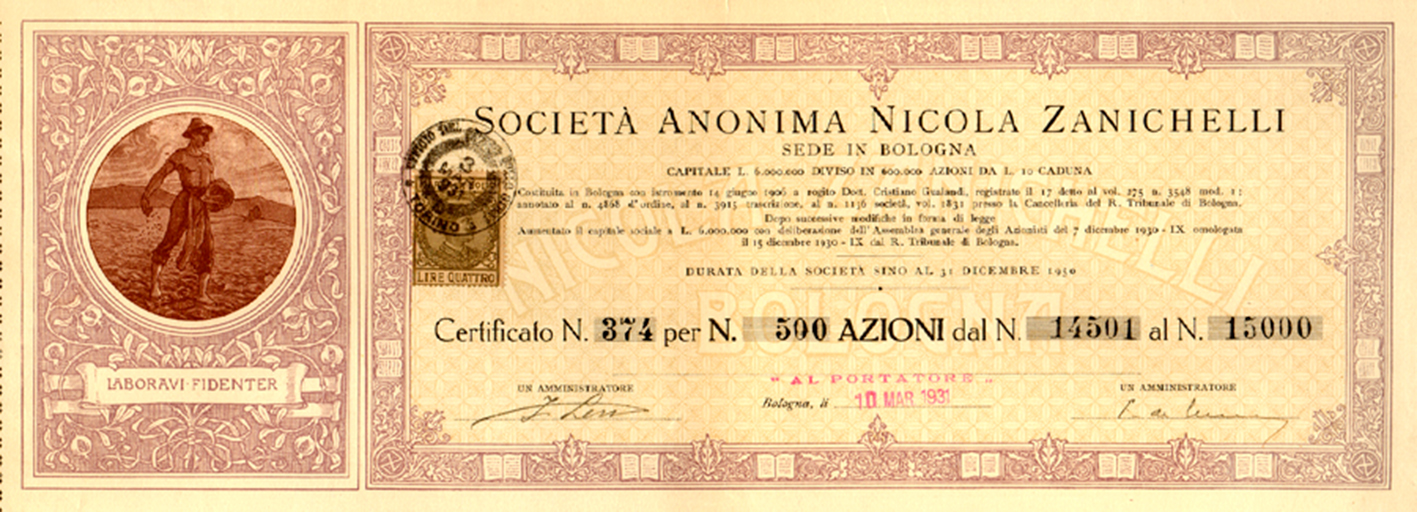 LABORAVI·FIDENTER
SOCIETÀ ANONIMA NICOLA ZANICHELLI
SEDE IN BOLOGNA
CAPITALE L. 6.000.000 DIVISO IN 600.000 AZIONI DA L. 10 CADUNA
Costituita in Bologna con istromento 14 giugno 1906 a rogito Dott. Cristiano Gualandi, registrato il 17 detto al vol. 275 n. 3548 mod. 1;
annotato al n. 4868 d'ordine, al n. 3915 trascrizione, al n. 1136 società, vol. 1831 presso la Cancelleria del R. Tribunale di Bologna.
Dopo successive modifiche in forma di legge
Aumentato il capitale sociale a L. 6.000.000 con deliberazione dell'Assemblea generale degli Azionisti del 7 dicembre 1930 - IX omologata
il 15 dicembre 1930 - IX dal R. Tribunale di Bologna.
DURATA DELLA SOCIETÀ SINO AL 31 DICEMBRE 1950
TORINO
LIRE QUATTRO
NICOLA ZANICHELLI
BOLOGNA
Certificato N. 374 per N. 500 AZIONI dal N. 14501 al N. 15000
"AL PORTATORE"
UN AMMINISTRATORE
Bologna, li 10 MAR 1931
UN AMMINISTRATORE